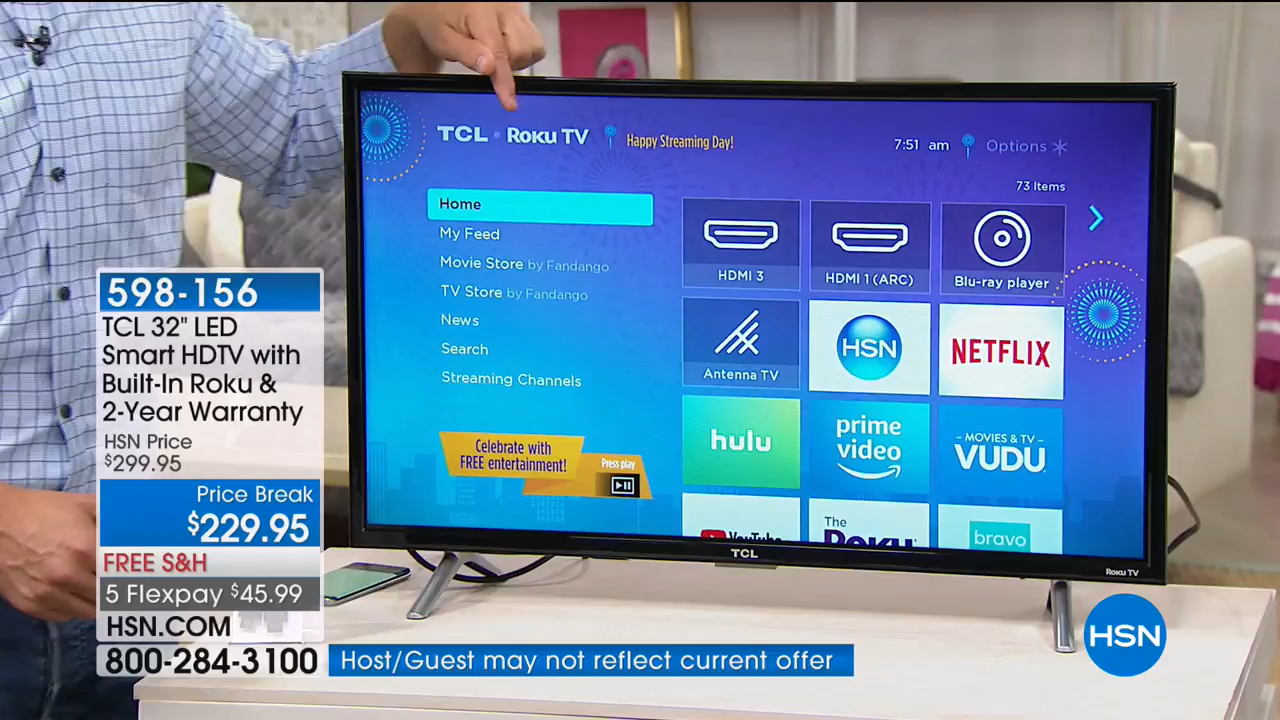 TCL • Roku TV
Happy Streaming Day!
7:51 am
Options
73 Items
Home
My Feed
Movie Store by Fandango
TV Store by Fandango
News
Search
Streaming Channels
Celebrate with
FREE entertainment!
Press play
HDMI 3
HDMI 1 (ARC)
Blu-ray player
Antenna TV
HSN
NETFLIX
hulu
prime
video
MOVIES & TV
VUDU
YouTube
The
Roku
bravo
TCL
Roku TV
598-156
TCL 32" LED
Smart HDTV with
Built-In Roku &
2-Year Warranty
HSN Price
$299.95
Price Break
$229.95
FREE S&H
5 Flexpay $45.99
HSN.COM
800-284-3100
Host/Guest may not reflect current offer
HSN